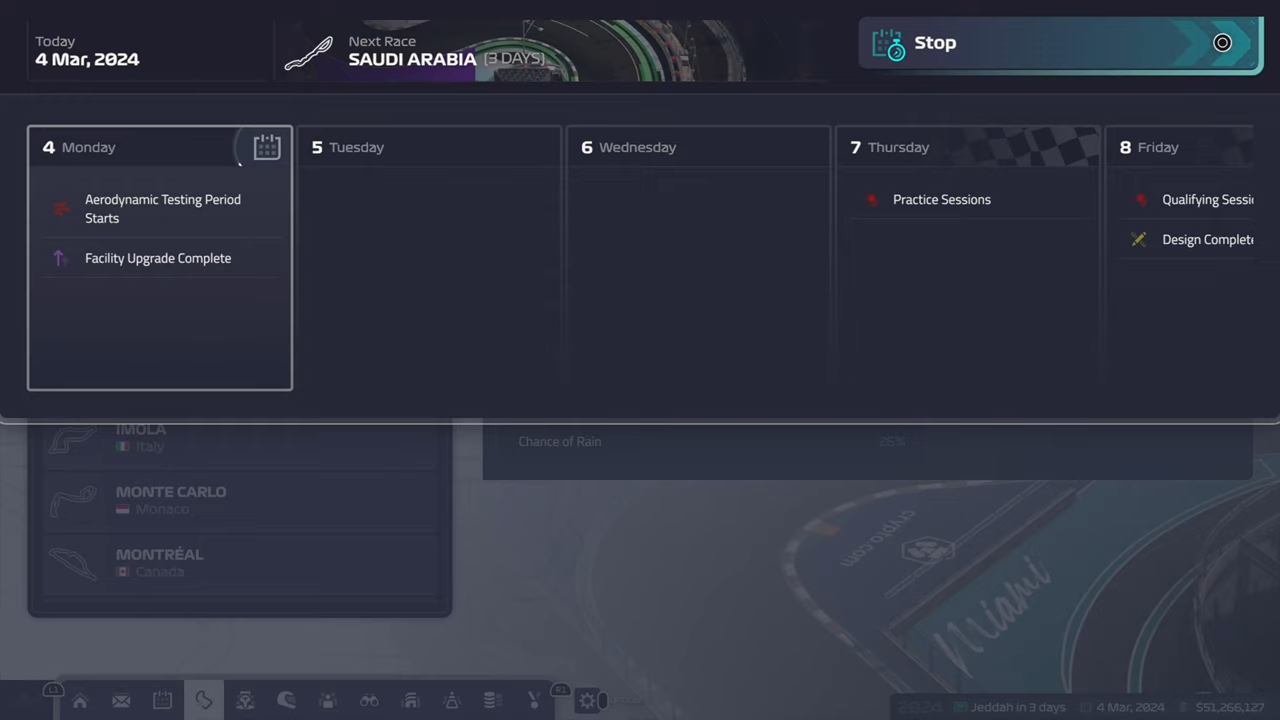 Today
4 Mar, 2024
Next Race
SAUDI ARABIA (3 DAYS)
Stop
4 Monday
5 Tuesday
6 Wednesday
7 Thursday
8 Friday
Aerodynamic Testing Period
Starts
Facility Upgrade Complete
Practice Sessions
Qualifying Sessi
Design Complete
IMOLA
Italy
MONTE CARLO
Monaco
MONTRÉAL
Canada
Chance of Rain 26%
crypto.com
Miami
L1
R1
2024 Jeddah in 3 days 4 Mar, 2024 $51,266,127